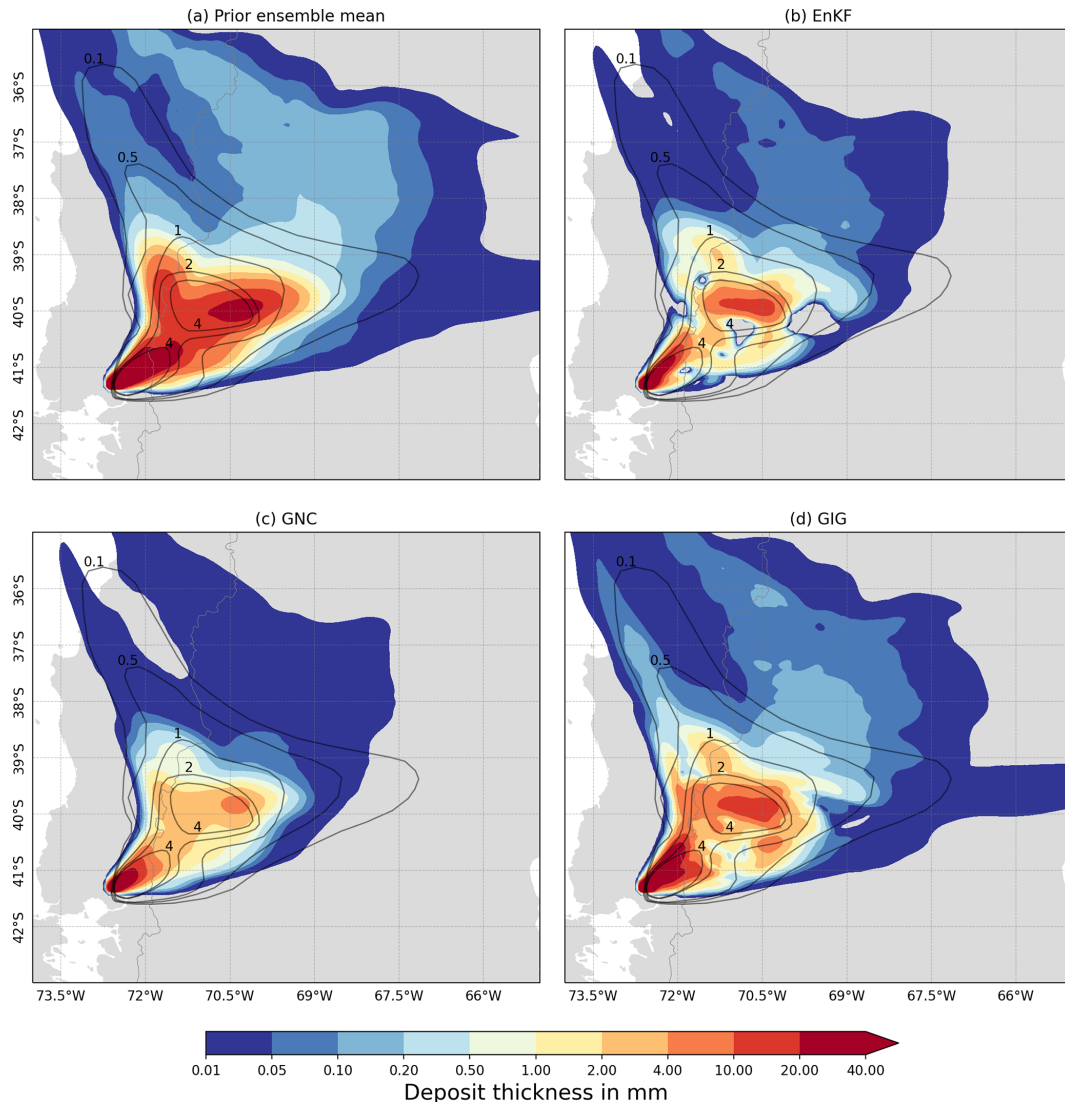 (a) Prior ensemble mean
(b) EnKF
0.1
0.5
1
2
4
4
36°S
37°S
38°S
39°S
40°S
41°S
42°S
0.1
0.5
1
2
4
4
(c) GNC
(d) GIG
0.1
0.5
1
2
4
4
36°S
37°S
38°S
39°S
40°S
41°S
42°S
0.1
0.5
1
2
4
4
73.5°W 72°W 70.5°W 69°W 67.5°W 66°W
73.5°W 72°W 70.5°W 69°W 67.5°W 66°W
0.01 0.05 0.10 0.20 0.50 1.00 2.00 4.00 10.00 20.00 40.00
Deposit thickness in mm